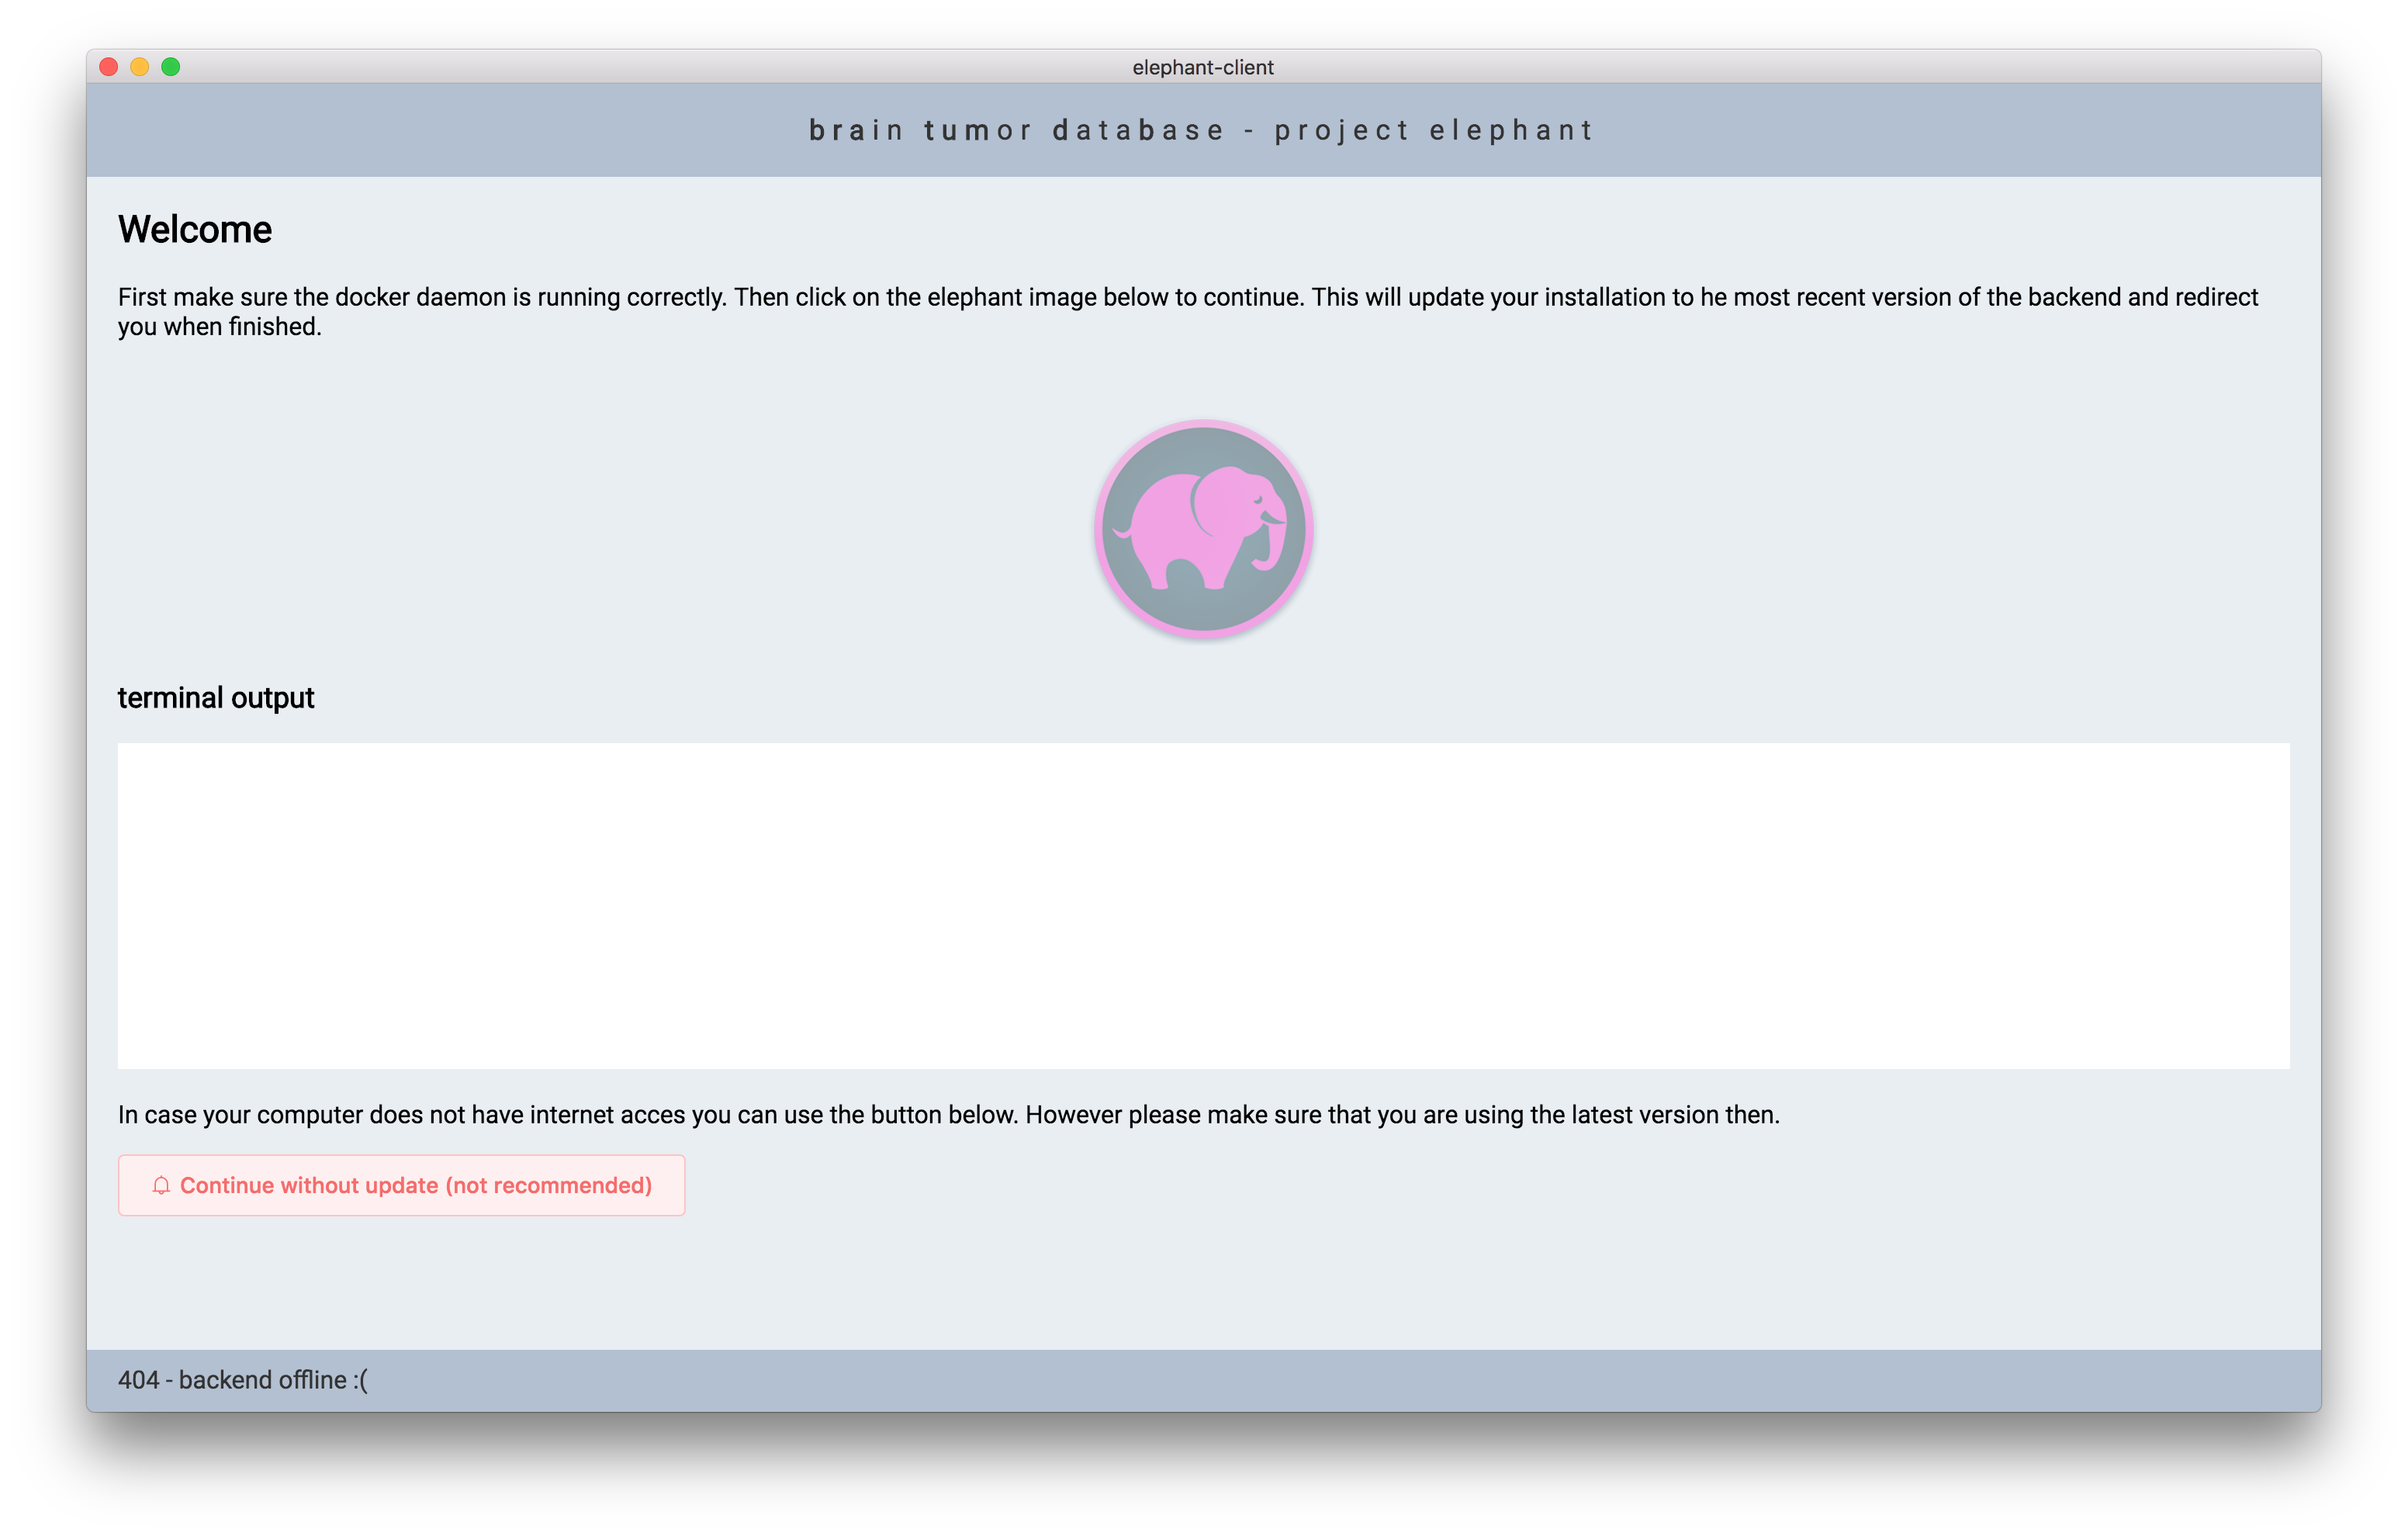 elephant-client
brain tumor database - project elephant
Welcome
First make sure the docker daemon is running correctly. Then click on the elephant image below to continue. This will update your installation to he most recent version of the backend and redirect
you when finished.
terminal output
In case your computer does not have internet acces you can use the button below. However please make sure that you are using the latest version then.
Continue without update (not recommended)
404 - backend offline :(